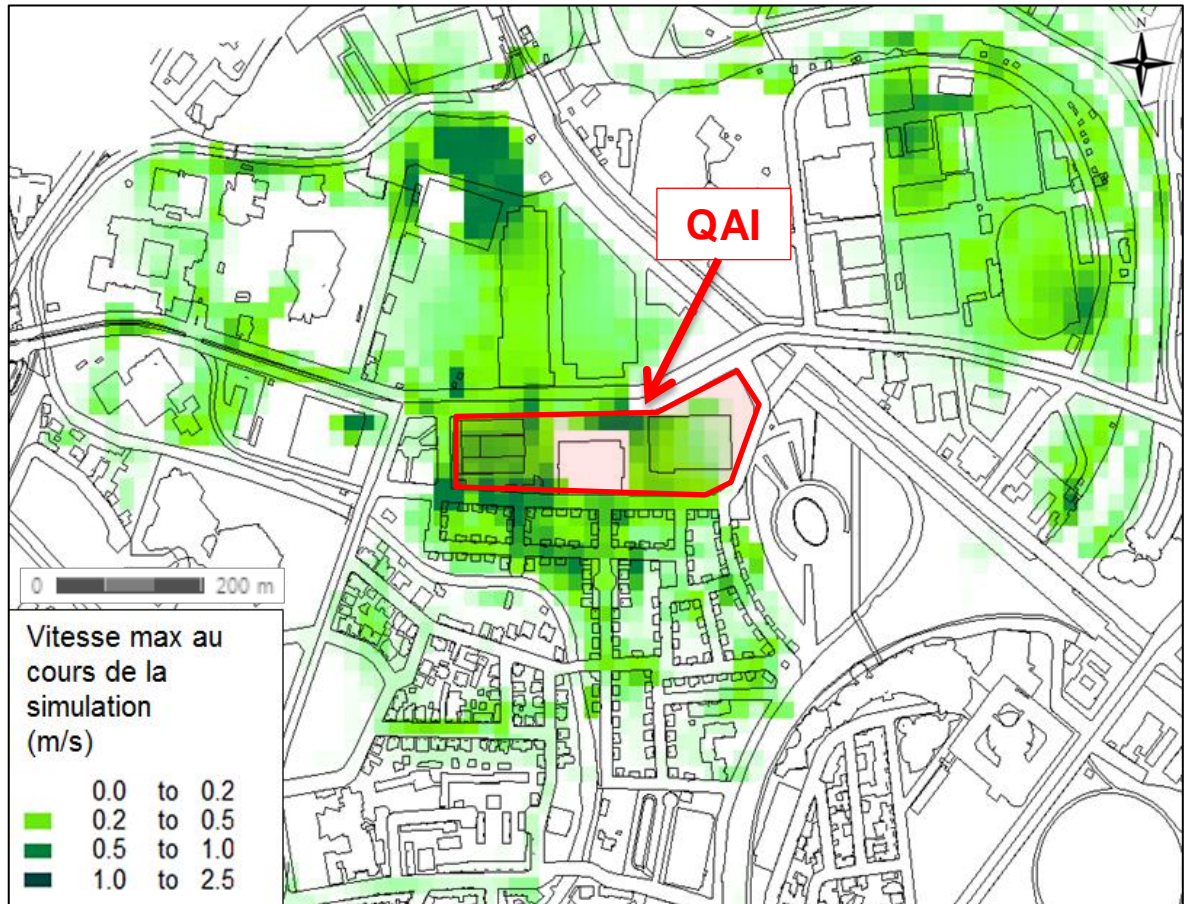 N
QAI
0 200 m
Vitesse max au
cours de la
simulation
(m/s)
0.0 to 0.2
0.2 to 0.5
0.5 to 1.0
1.0 to 2.5